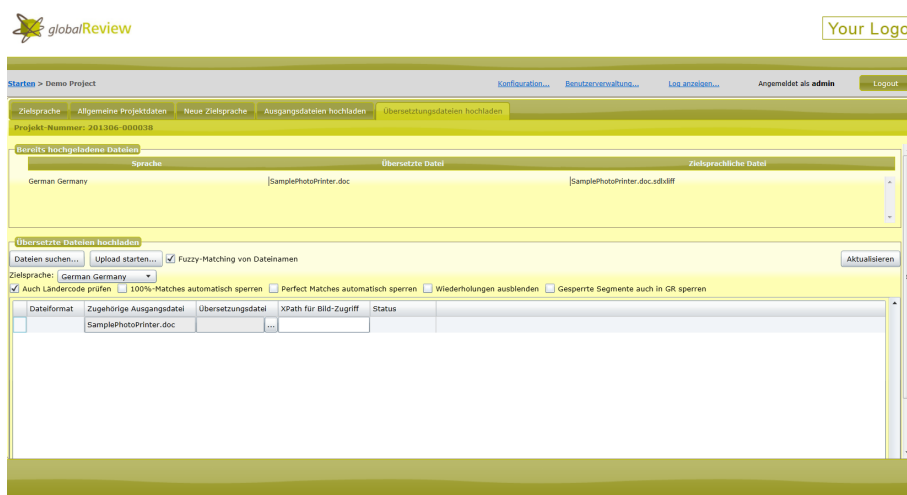 globalReview
Your Logo
Starten > Demo Project
Konfiguration...
Benutzerverwaltung...
Log anzeigen...
Angemeldet als admin
Logout
Zielsprache
Allgemeine Projektdaten
Neue Zielsprache
Ausgangsdateien hochladen
Übersetztungsdateien hochladen
Projekt-Nummer: 201306-000038
Bereits hochgeladene Dateien
Sprache
Übersetzte Datei
Zielsprachliche Datei
German Germany
SamplePhotoPrinter.doc
SamplePhotoPrinter.doc.sdlxliff
Übersetzte Dateien hochladen
Dateien suchen...
Upload starten...
Fuzzy-Matching von Dateinamen
Aktualisieren
Zielsprache:
German Germany
Auch Ländercode prüfen
100%-Matches automatisch sperren
Perfect Matches automatisch sperren
Wiederholungen ausblenden
Gesperrte Segmente auch in GR sperren
Dateiformat
Zugehörige Ausgangsdatei
Übersetzungsdatei
XPath für Bild-Zugriff
Status
SamplePhotoPrinter.doc
...